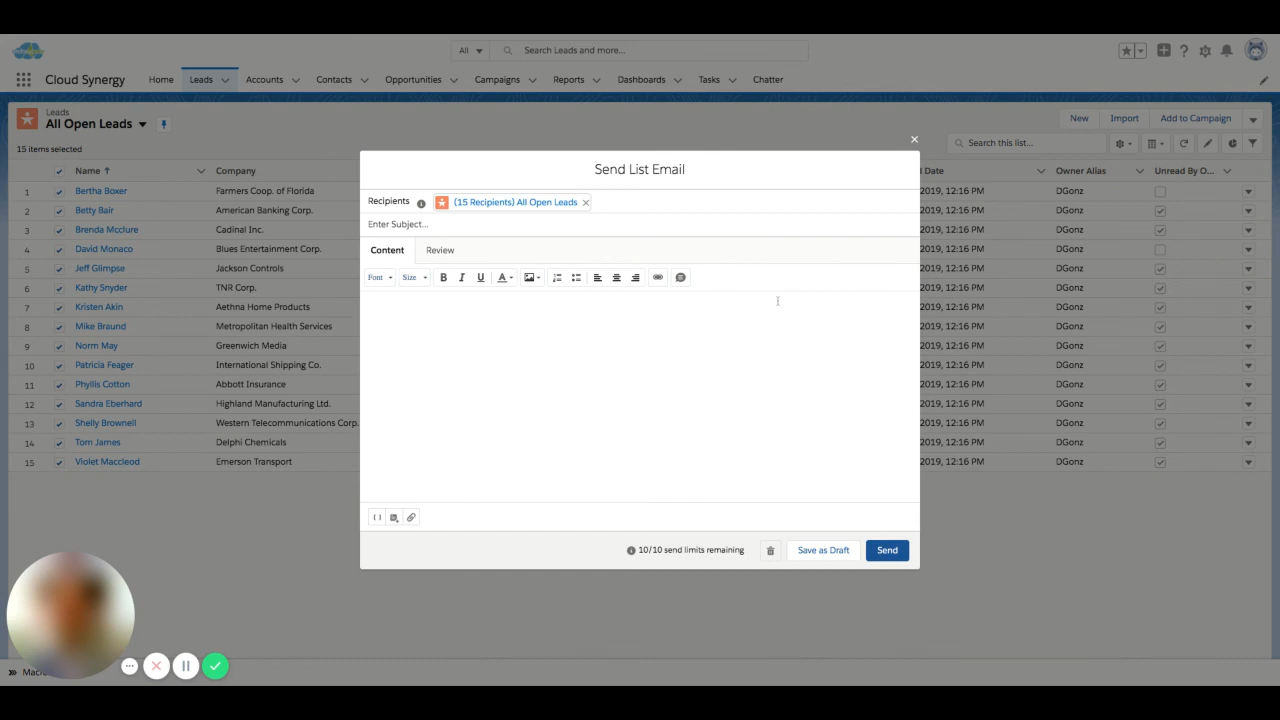 All
Search Leads and more...
Cloud Synergy
Home
Leads
Accounts
Contacts
Opportunities
Campaigns
Reports
Dashboards
Tasks
Chatter
Leads
All Open Leads
New
Import
Add to Campaign
15 items selected
Search this list...
Name
Company
Date
Owner Alias
Unread By O...
1 Bertha Boxer Farmers Coop. of Florida 2019, 12:16 PM DGonz
2 Betty Bair American Banking Corp. 2019, 12:16 PM DGonz
3 Brenda Mcclure Cadinal Inc. 2019, 12:16 PM DGonz
4 David Monaco Blues Entertainment Corp. 2019, 12:16 PM DGonz
5 Jeff Glimpse Jackson Controls 2019, 12:16 PM DGonz
6 Kathy Snyder TNR Corp. 2019, 12:16 PM DGonz
7 Kristen Akin Aethna Home Products 2019, 12:16 PM DGonz
8 Mike Braund Metropolitan Health Services 2019, 12:16 PM DGonz
9 Norm May Greenwich Media 2019, 12:16 PM DGonz
10 Patricia Feager International Shipping Co. 2019, 12:16 PM DGonz
11 Phyllis Cotton Abbott Insurance 2019, 12:16 PM DGonz
12 Sandra Eberhard Highland Manufacturing Ltd. 2019, 12:16 PM DGonz
13 Shelly Brownell Western Telecommunications Corp. 2019, 12:16 PM DGonz
14 Tom James Delphi Chemicals 2019, 12:16 PM DGonz
15 Violet Maccleod Emerson Transport 2019, 12:16 PM DGonz
Send List Email
Recipients
(15 Recipients) All Open Leads
Enter Subject...
Content
Review
Font
Size
B I U A
10/10 send limits remaining
Save as Draft
Send